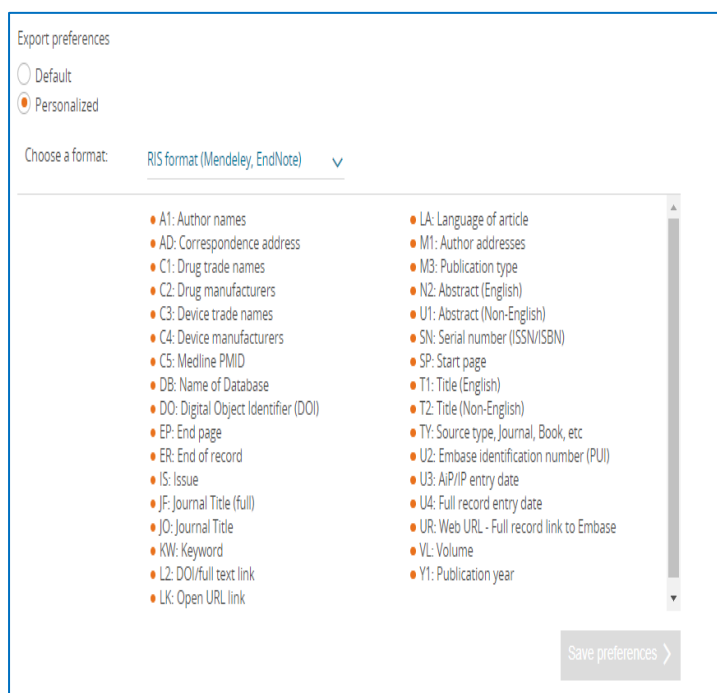 Export preferences
Default
Personalized
Choose a format: RIS format (Mendeley, EndNote)
A1: Author names
AD: Correspondence address
C1: Drug trade names
C2: Drug manufacturers
C3: Device trade names
C4: Device manufacturers
C5: Medline PMID
DB: Name of Database
DO: Digital Object Identifier (DOI)
EP: End page
ER: End of record
IS: Issue
JF: Journal Title (full)
JO: Journal Title
KW: Keyword
L2: DOI/full text link
LK: Open URL link
LA: Language of article
M1: Author addresses
M3: Publication type
N2: Abstract (English)
U1: Abstract (Non-English)
SN: Serial number (ISSN/ISBN)
SP: Start page
T1: Title (English)
T2: Title (Non-English)
TY: Source type, Journal, Book, etc
U2: Embase identification number (PUI)
U3: AiP/IP entry date
U4: Full record entry date
UR: Web URL - Full record link to Embase
VL: Volume
Y1: Publication year
Save preferences